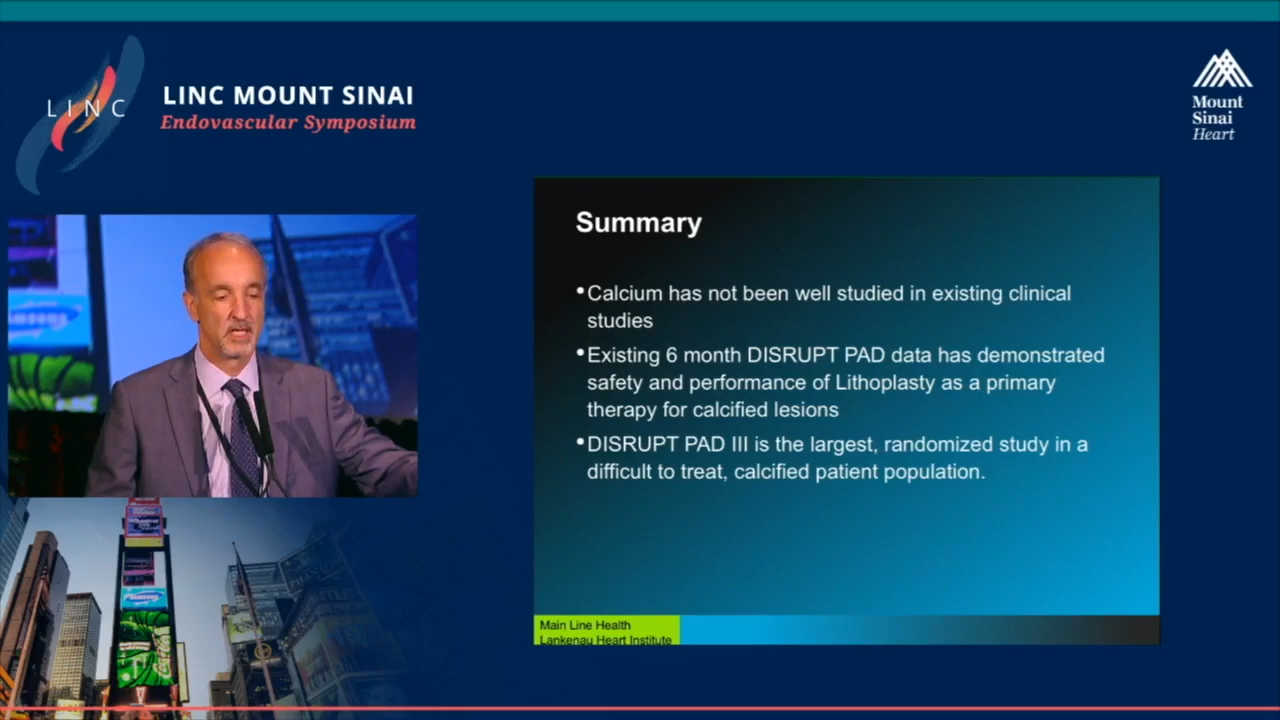 LINC
LINC MOUNT SINAI
Endovascular Symposium
Mount
Sinai
Heart
SAMSUNG
Summary
•Calcium has not been well studied in existing clinical
studies
•Existing 6 month DISRUPT PAD data has demonstrated
safety and performance of Lithoplasty as a primary
therapy for calcified lesions
•DISRUPT PAD III is the largest, randomized study in a
difficult to treat, calcified patient population.
Main Line Health
Lankenau Heart Institute
SAMSUNG